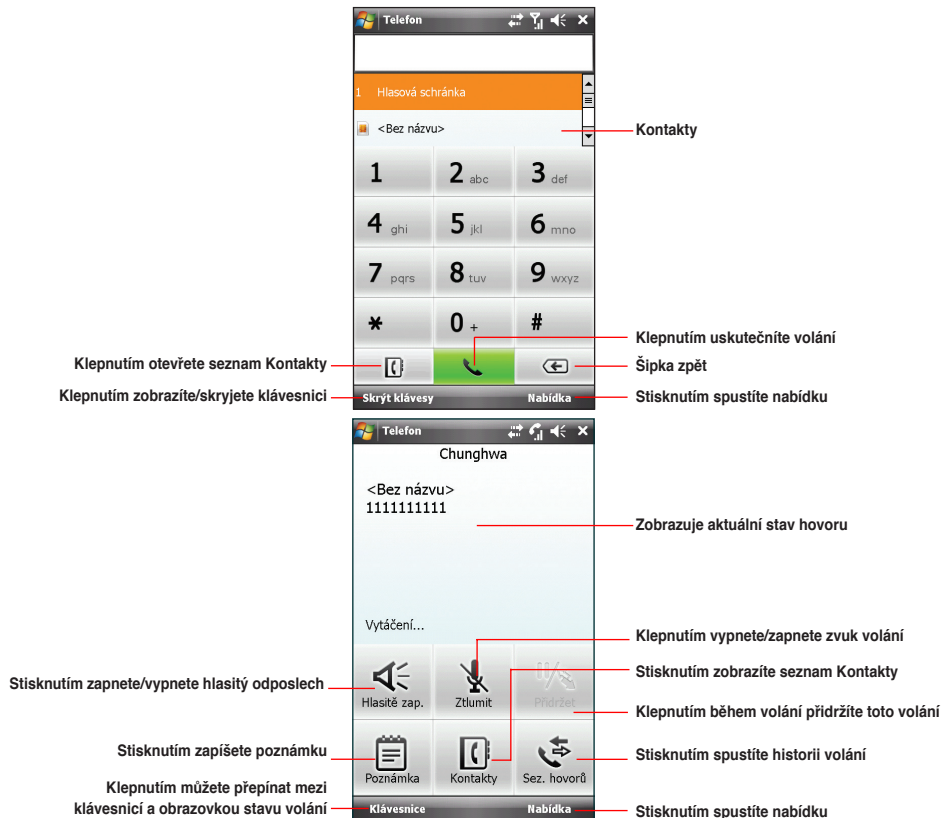 Telefon
1 Hlasová schránka
<Bez názvu>
Kontakty
1 2 abc 3 def
4 ghi 5 jkl 6 mno
7 pqrs 8 tuv 9 wxyz
* 0 + #
Klepnutím uskutečníte volání
Klepnutím otevřete seznam Kontakty
Šipka zpět
Klepnutím zobrazíte/skryjete klávesnici
Skrýt klávesy Nabídka
Stisknutím spustíte nabídku
Telefon
Chunghwa
<Bez názvu>
1111111111
Zobrazuje aktuální stav hovoru
Vytáčení...
Klepnutím vypnete/zapnete zvuk volání
Stisknutím zobrazíte seznam Kontakty
Stisknutím zapnete/vypnete hlasitý odposlech
Hlasitě zap. Ztlumit Přidržet
Klepnutím během volání přidržíte toto volání
Stisknutím zapíšete poznámku
Stisknutím spustíte historii volání
Poznámka Kontakty Sez. hovorů
Klepnutím můžete přepínat mezi
klávesnicí a obrazovkou stavu volání
Klávesnice Nabídka
Stisknutím spustíte nabídku